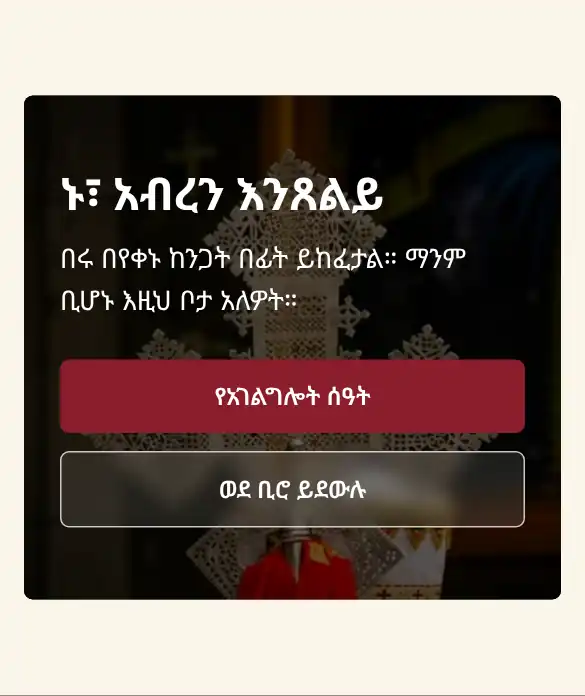 ኑ፣ አብረን እንጸልይ
በሩ በየቀኑ ከንጋት በፊት ይከፈታል። ማንም
ቢሆኑ እዚህ ቦታ አለዎት።
የአገልግሎት ሰዓት
ወደ ቢሮ ይደውሉ